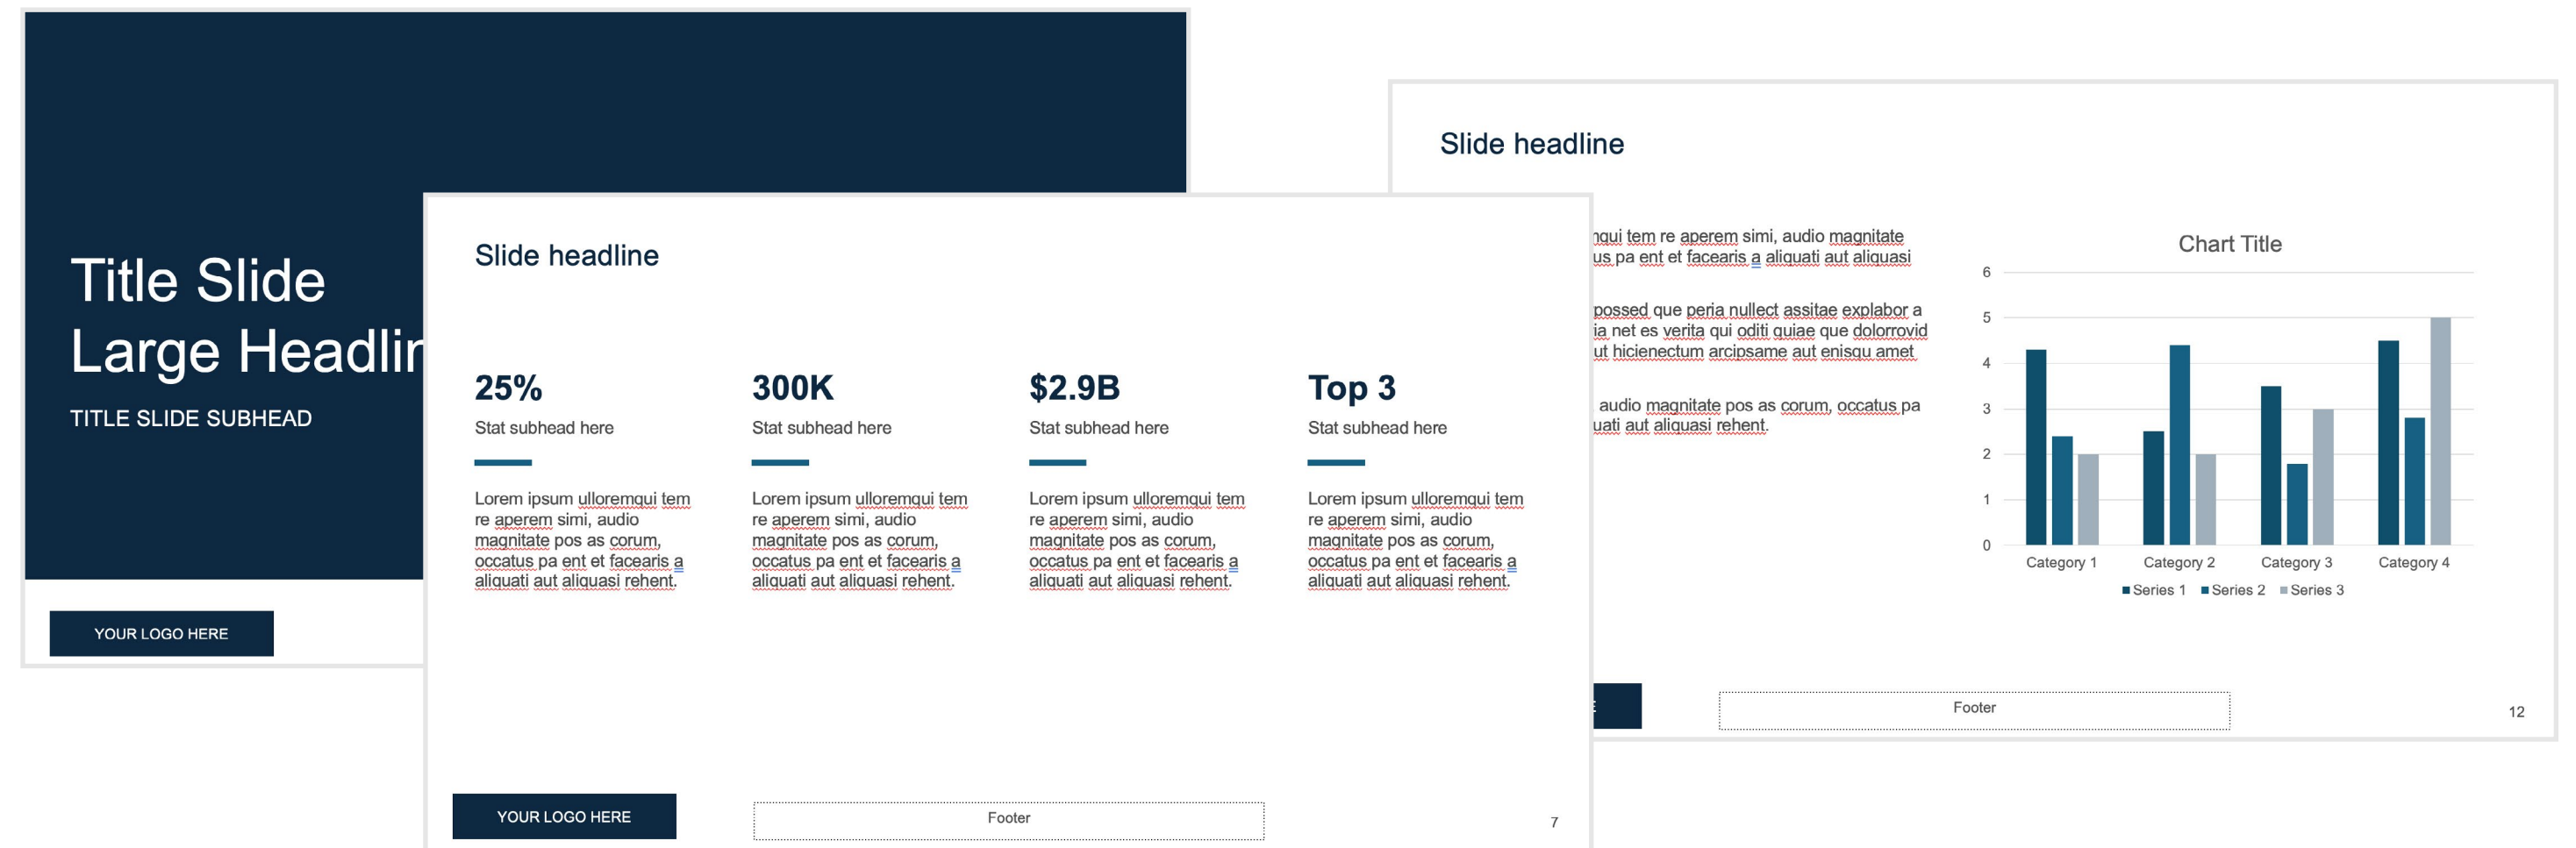 Title Slide
Large Headlin
TITLE SLIDE SUBHEAD
YOUR LOGO HERE
Slide headline
25%
Stat subhead here
Lorem ipsum ulloremqui tem
re aperem simi, audio
magnitate pos as corum,
occatus pa ent et facearis a
aliquati aut aliquasi rehent.
300K
Stat subhead here
Lorem ipsum ulloremqui tem
re aperem simi, audio
magnitate pos as corum,
occatus pa ent et facearis a
aliquati aut aliquasi rehent.
$2.9B
Stat subhead here
Lorem ipsum ulloremqui tem
re aperem simi, audio
magnitate pos as corum,
occatus pa ent et facearis a
aliquati aut aliquasi rehent.
Top 3
Stat subhead here
Lorem ipsum ulloremqui tem
re aperem simi, audio
magnitate pos as corum,
occatus pa ent et facearis a
aliquati aut aliquasi rehent.
YOUR LOGO HERE
Footer
7
Slide headline
tem re aperem simi, audio magnitate
pa ent et facearis a aliquati aut aliquasi
possed que peria nullect assitae explabor a
net es verita qui oditi quiae que dolorrovid
ut hicienectum arcipsame aut enisqu amet
audio magnitate pos as corum, occatus pa
aut aliquasi rehent.
Chart Title
6
5
4
3
2
1
0
Category 1
Category 2
Category 3
Category 4
Series 1
Series 2
Series 3
Footer
12